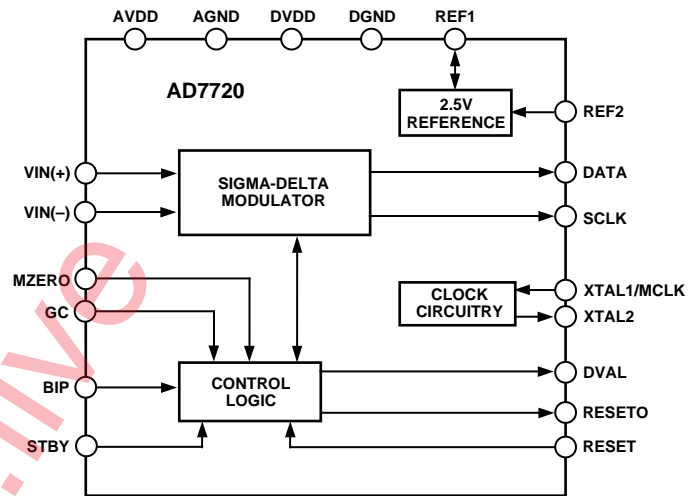 AVDD AGND DVDD DGND REF1
AD7720
2.5V
REFERENCE
REF2
VIN(+)
VIN(–)
SIGMA-DELTA
MODULATOR
DATA
SCLK
MZERO
GC
CLOCK
CIRCUITRY
XTAL1/MCLK
XTAL2
BIP
STBY
CONTROL
LOGIC
DVAL
RESETO
RESET
.live